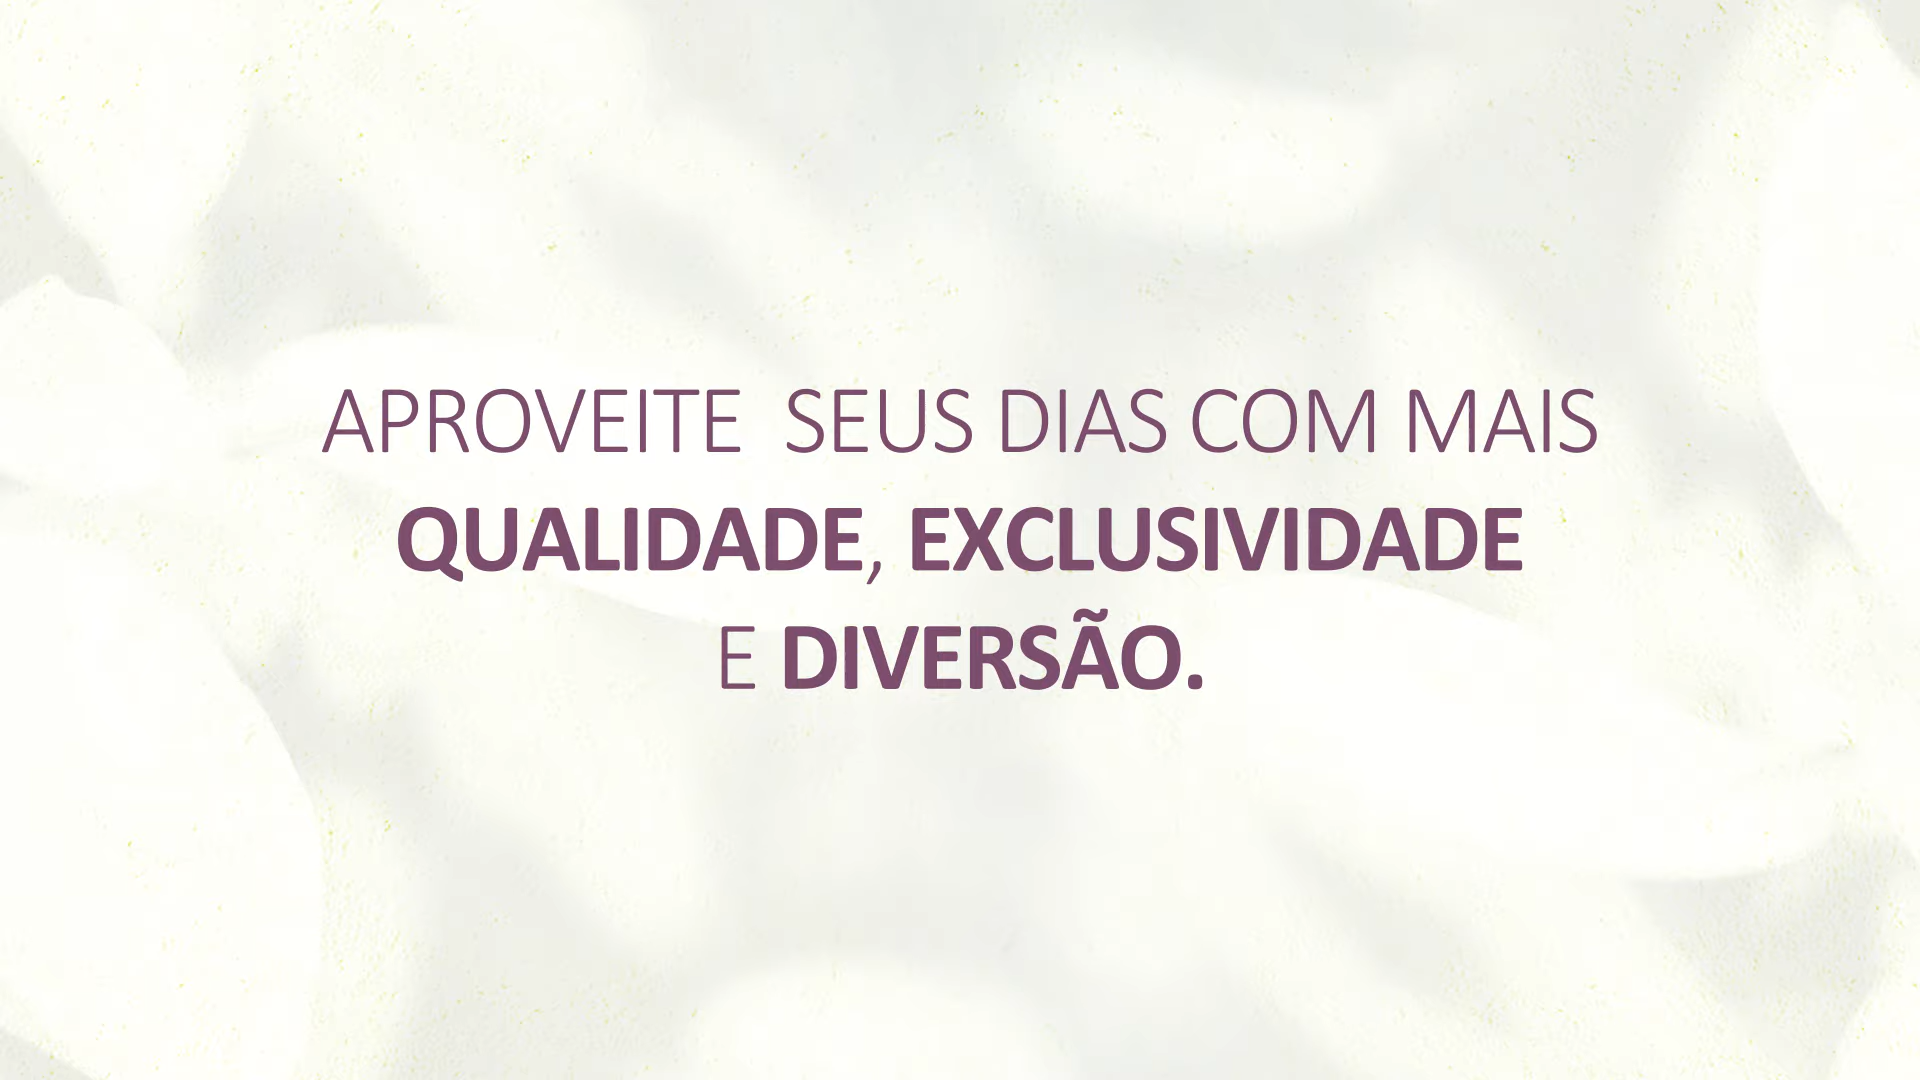 APROVEITE SEUS DIAS COM MAIS
QUALIDADE, EXCLUSIVIDADE
E DIVERSÃO.